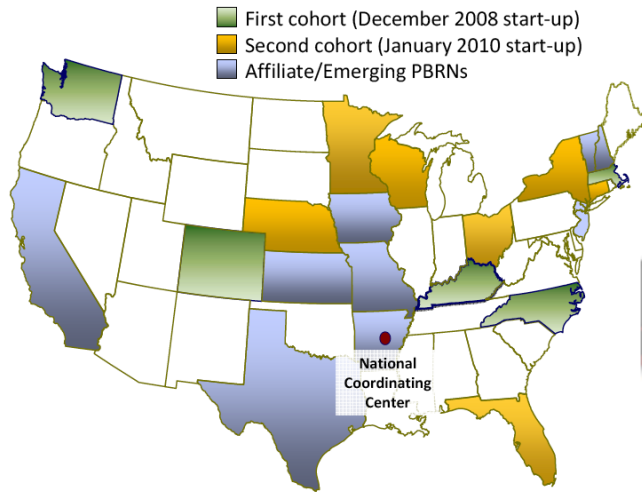 First cohort (December 2008 start-up)
Second cohort (January 2010 start-up)
Affiliate/Emerging PBRNs
National
Coordinating
Center